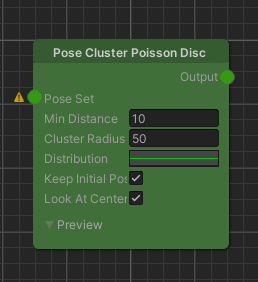 Pose Cluster Poisson Disc
Output
Pose Set
Min Distance 10
Cluster Radius 50
Distribution
Keep Initial Pos
Look At Center
Preview